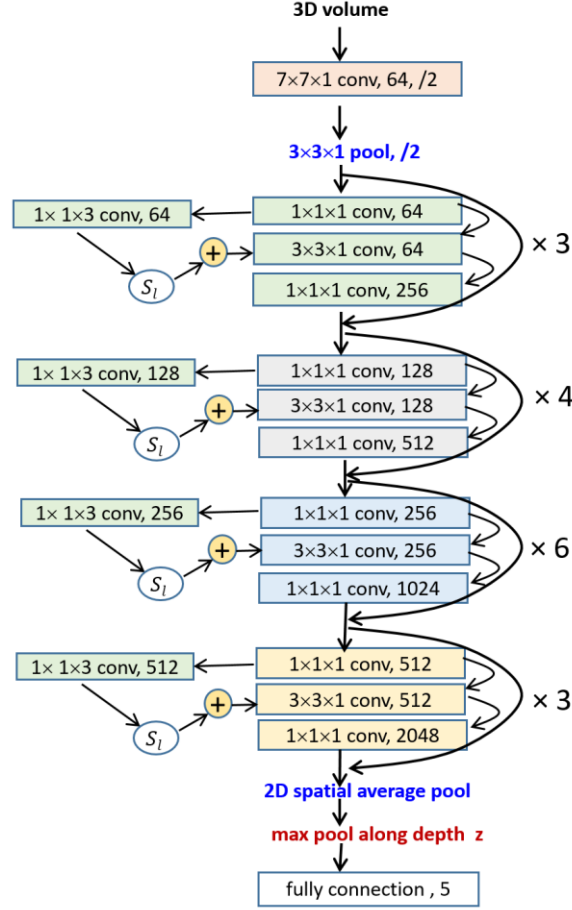 3D volume
7×7×1 conv, 64, /2
3×3×1 pool, /2
1× 1×3 conv, 64
1×1×1 conv, 64
+
3×3×1 conv, 64
× 3
S_l
1×1×1 conv, 256
1× 1×3 conv, 128
1×1×1 conv, 128
+
3×3×1 conv, 128
× 4
S_l
1×1×1 conv, 512
1× 1×3 conv, 256
1×1×1 conv, 256
+
3×3×1 conv, 256
× 6
S_l
1×1×1 conv, 1024
1× 1×3 conv, 512
1×1×1 conv, 512
+
3×3×1 conv, 512
× 3
S_l
1×1×1 conv, 2048
2D spatial average pool
max pool along depth z
fully connection , 5